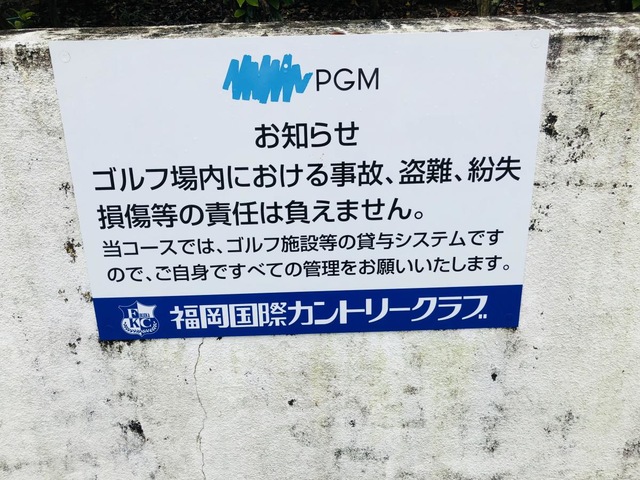 PGM
お知らせ
ゴルフ場内における事故、盗難、紛失
損傷等の責任は負えません。
当コースでは、ゴルフ施設等の貸与システムです
ので、ご自身ですべての管理をお願いいたします。
福岡国際カントリークラブ